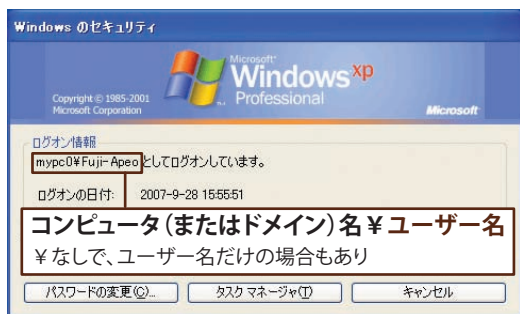 Windows のセキュリティ
Microsoft®
Windows xp
Professional
Copyright © 1985-2001
Microsoft Corporation
Microsoft
ログオン情報
mypc0¥Fuji-Apeo としてログオンしています。
ログオンの日付: 2007-9-28 15:55:51
コンピュータ(またはドメイン)名¥ユーザー名
¥なしで、ユーザー名だけの場合もあり
パスワードの変更(C)... タスク マネージャ(T) キャンセル